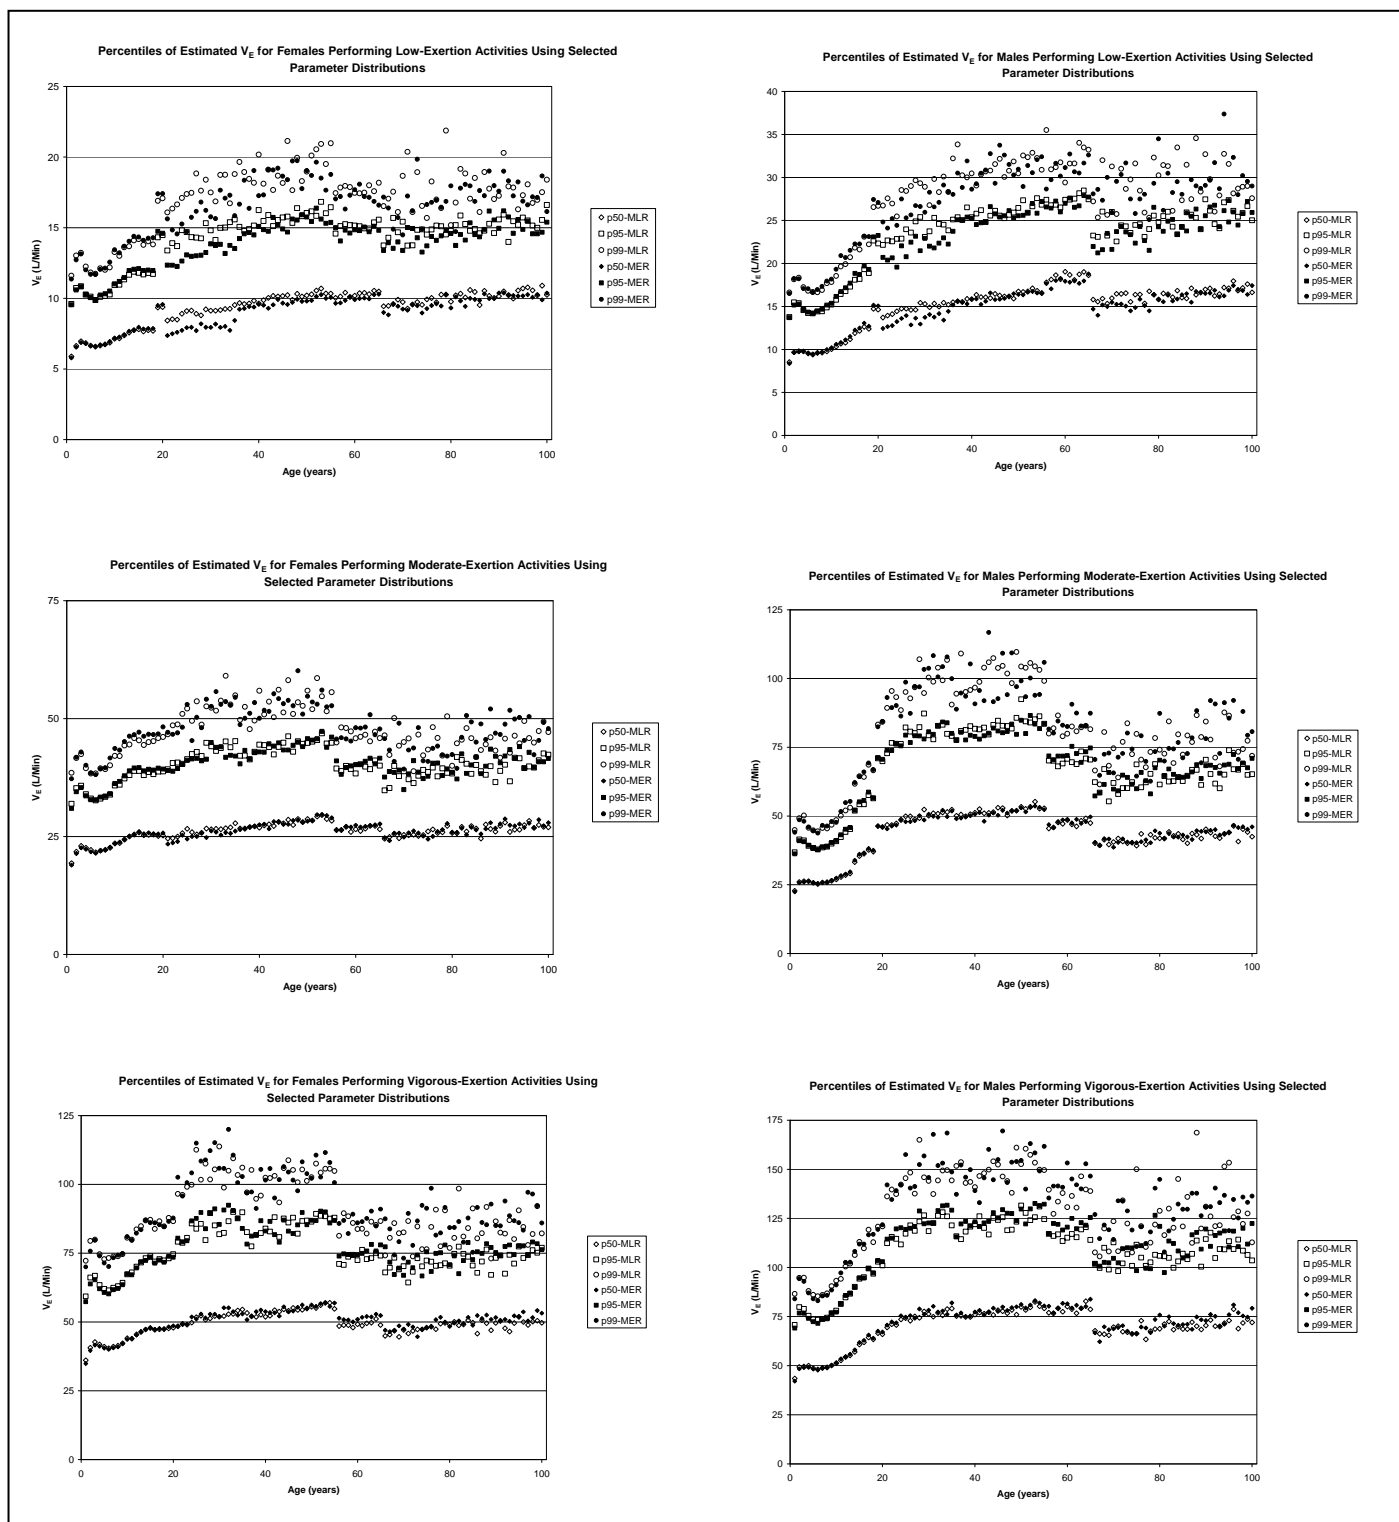 Percentiles of Estimated VE for Females Performing Low-Exertion Activities Using Selected
Parameter Distributions
25
20
15
10
5
0
VE (L/Min)
0 20 40 60 80 100
Age (years)
p50-MLR
p95-MLR
p99-MLR
p50-MER
p95-MER
p99-MER
Percentiles of Estimated VE for Males Performing Low-Exertion Activities Using Selected
Parameter Distributions
40
35
30
25
20
15
10
5
0
VE (L/Min)
0 20 40 60 80 100
Age (years)
p50-MLR
p95-MLR
p99-MLR
p50-MER
p95-MER
p99-MER
Percentiles of Estimated VE for Females Performing Moderate-Exertion Activities Using
Selected Parameter Distributions
75
50
25
0
VE (L/Min)
0 20 40 60 80 100
Age (years)
p50-MLR
p95-MLR
p99-MLR
p50-MER
p95-MER
p99-MER
Percentiles of Estimated VE for Males Performing Moderate-Exertion Activities Using Selected
Parameter Distributions
125
100
75
50
25
0
VE (L/Min)
0 20 40 60 80 100
Age (years)
p50-MLR
p95-MLR
p99-MLR
p50-MER
p95-MER
p99-MER
Percentiles of Estimated VE for Females Performing Vigorous-Exertion Activities Using
Selected Parameter Distributions
125
100
75
50
25
0
VE (L/Min)
0 20 40 60 80 100
Age (years)
p50-MLR
p95-MLR
p99-MLR
p50-MER
p95-MER
p99-MER
Percentiles of Estimated VE for Males Performing Vigorous-Exertion Activities Using Selected
Parameter Distributions
175
150
125
100
75
50
25
0
VE (L/Min)
0 20 40 60 80 100
Age (years)
p50-MLR
p95-MLR
p99-MLR
p50-MER
p95-MER
p99-MER